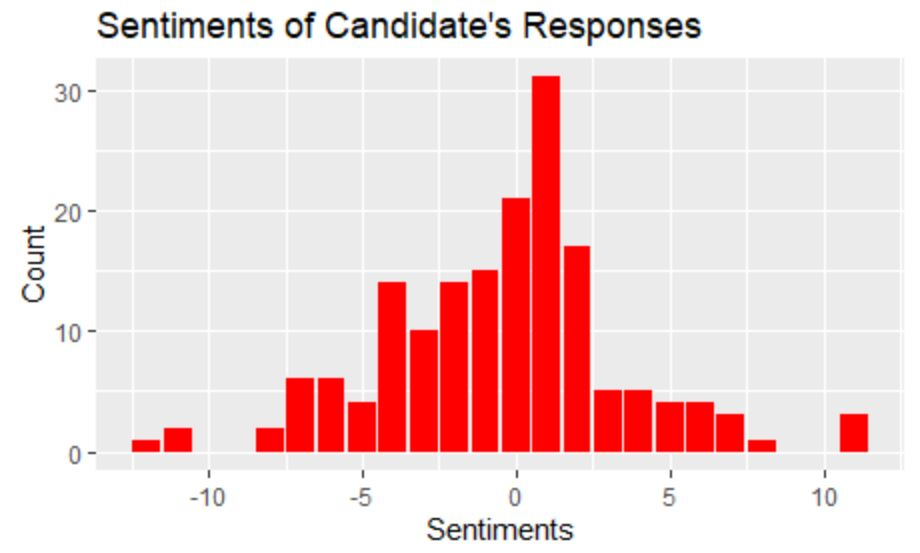 Sentiments of Candidate's Responses
30
20
10
0
Count
-10 -5 0 5 10
Sentiments